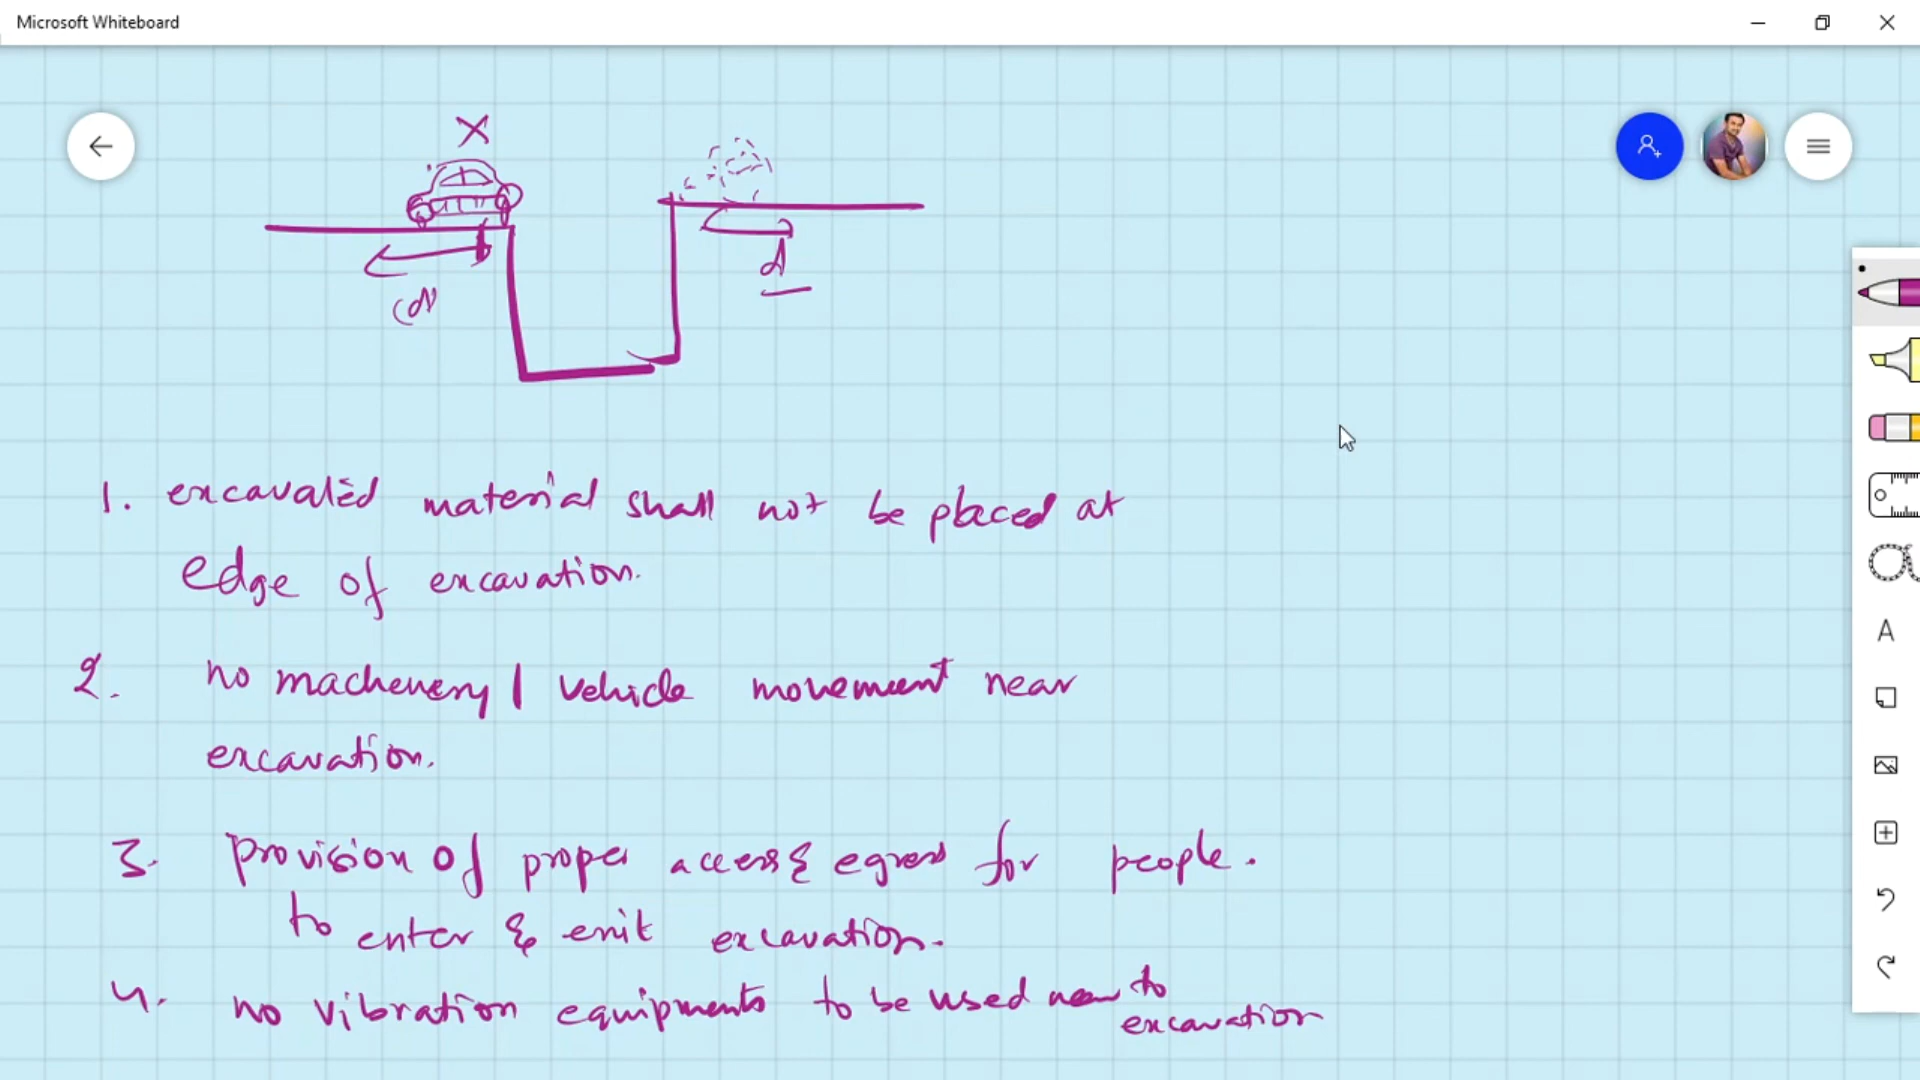 Microsoft Whiteboard
X
(d)
d
1. excavated material shall not be placed at
edge of excavation.
2. no machenery / vehicle movement near
excavation.
3. provision of proper access & egress for people.
to enter & exit excavation.
4. no vibration equipments to be used near to
excavation
A